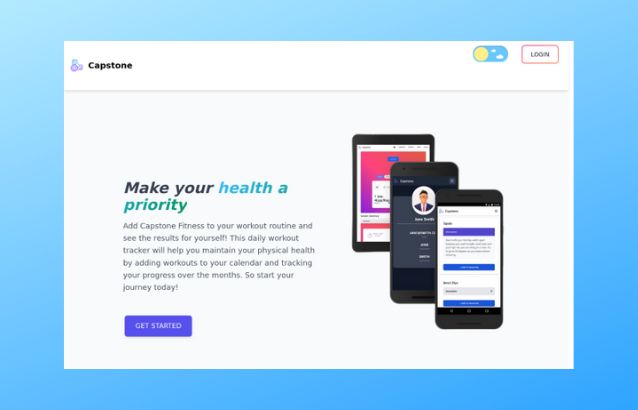 Capstone
LOGIN
Make your health a
priority
Add Capstone Fitness to your workout routine and
see the results for yourself! This daily workout
tracker will help you maintain your physical health
by adding workouts to your calendar and tracking
your progress over the months. So start your
journey today!
GET STARTED
Capstone
Jane Smith
JANE
SMITH
Capstone